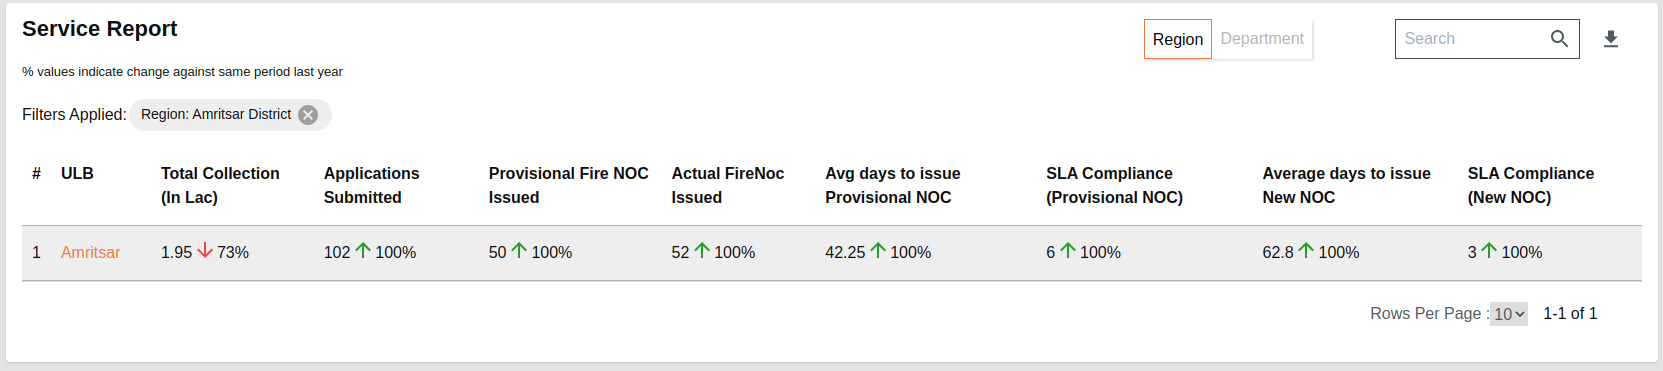 Service Report
Region Department Search
% values indicate change against same period last year
Filters Applied: Region: Amritsar District
# ULB Total Collection (In Lac) Applications Submitted Provisional Fire NOC Issued Actual FireNoc Issued Avg days to issue Provisional NOC SLA Compliance (Provisional NOC) Average days to issue New NOC SLA Compliance (New NOC)
1 Amritsar 1.95 73% 102 100% 50 100% 52 100% 42.25 100% 6 100% 62.8 100% 3 100%
Rows Per Page : 10 1-1 of 1